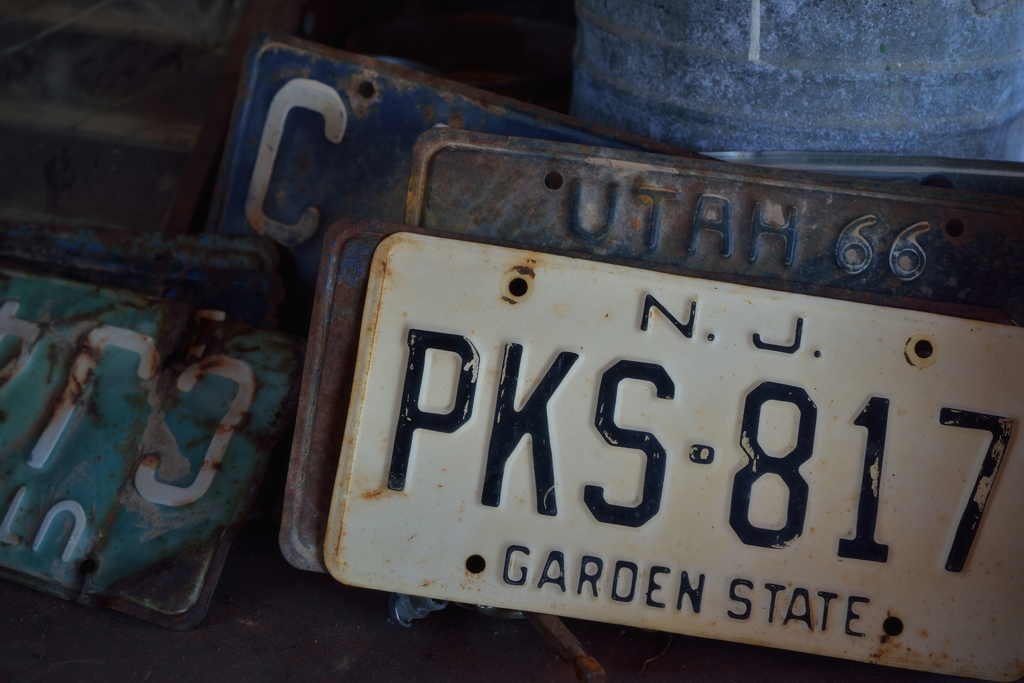 C
UTAH 66
N. J.
PKS-817
GARDEN STATE